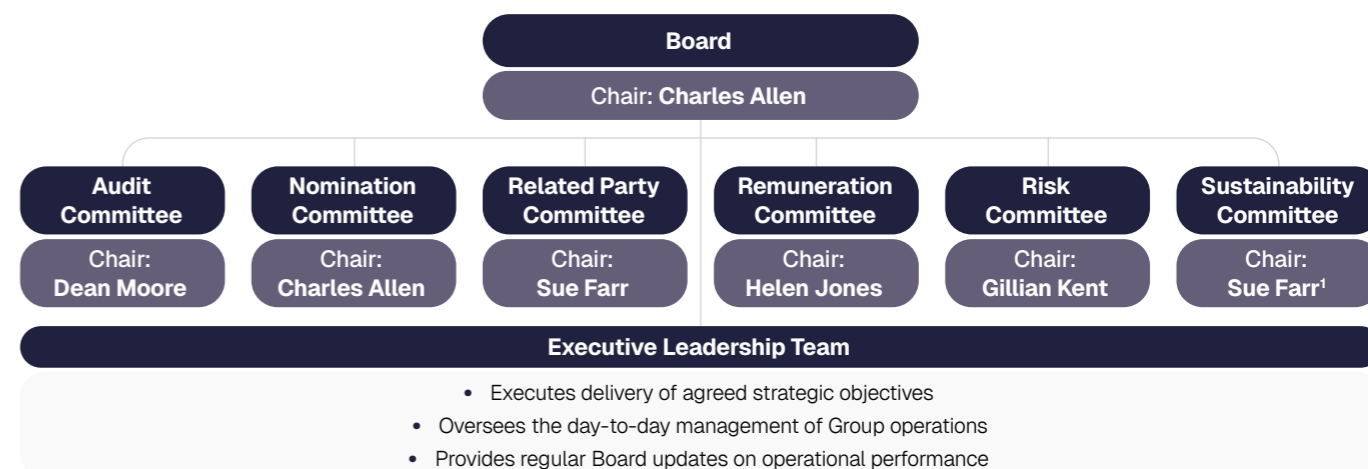 Board
Chair: Charles Allen
Audit
Committee
Chair:
Dean Moore
Nomination
Committee
Chair:
Charles Allen
Related Party
Committee
Chair:
Sue Farr
Remuneration
Committee
Chair:
Helen Jones
Risk
Committee
Chair:
Gillian Kent
Sustainability
Committee
Chair:
Sue Farr¹
Executive Leadership Team
• Executes delivery of agreed strategic objectives
• Oversees the day-to-day management of Group operations
• Provides regular Board updates on operational performance